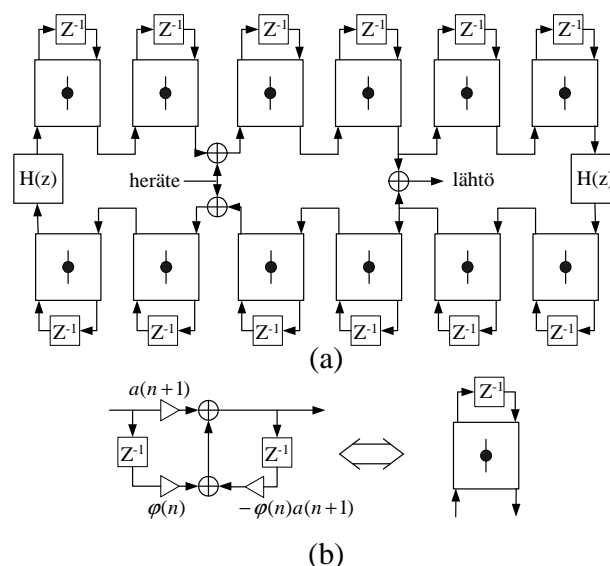 Z⁻¹ Z⁻¹ Z⁻¹ Z⁻¹ Z⁻¹ Z⁻¹
H(z) heräte lähtö H(z)
Z⁻¹ Z⁻¹ Z⁻¹ Z⁻¹ Z⁻¹ Z⁻¹
(a)
a(n+1) Z⁻¹
Z⁻¹ Z⁻¹
φ(n) −φ(n)a(n+1)
(b)